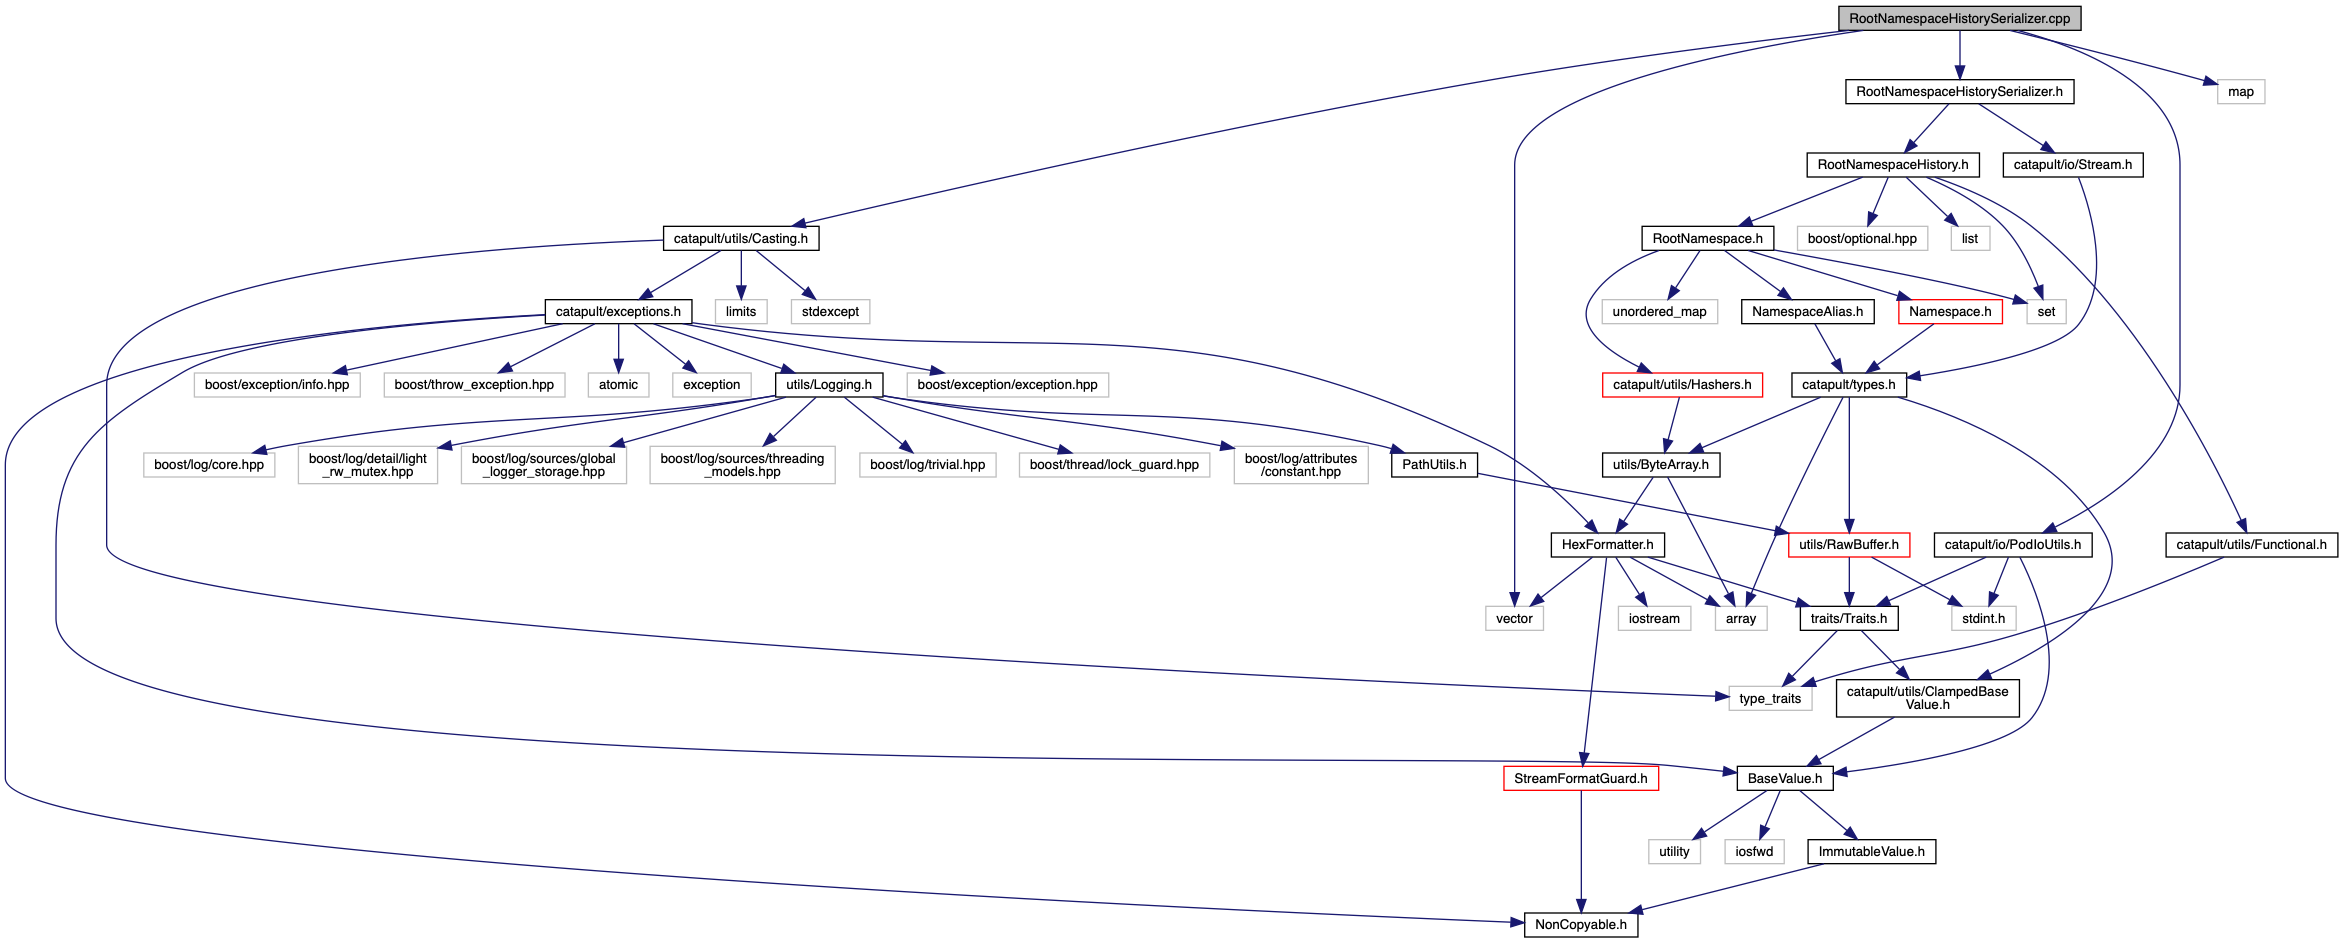 RootNamespaceHistorySerializer.cpp
RootNamespaceHistorySerializer.h
map
RootNamespaceHistory.h
catapult/io/Stream.h
catapult/utils/Casting.h
RootNamespace.h
boost/optional.hpp
list
catapult/exceptions.h
limits
stdexcept
unordered_map
NamespaceAlias.h
Namespace.h
set
boost/exception/info.hpp
boost/throw_exception.hpp
atomic
exception
utils/Logging.h
boost/exception/exception.hpp
catapult/utils/Hashers.h
catapult/types.h
boost/log/core.hpp
boost/log/detail/light
_rw_mutex.hpp
boost/log/sources/global
_logger_storage.hpp
boost/log/sources/threading
_models.hpp
boost/log/trivial.hpp
boost/thread/lock_guard.hpp
boost/log/attributes
/constant.hpp
PathUtils.h
utils/ByteArray.h
HexFormatter.h
utils/RawBuffer.h
catapult/io/PodIoUtils.h
catapult/utils/Functional.h
vector
iostream
array
traits/Traits.h
stdint.h
type_traits
catapult/utils/ClampedBase
Value.h
StreamFormatGuard.h
BaseValue.h
utility
iosfwd
ImmutableValue.h
NonCopyable.h